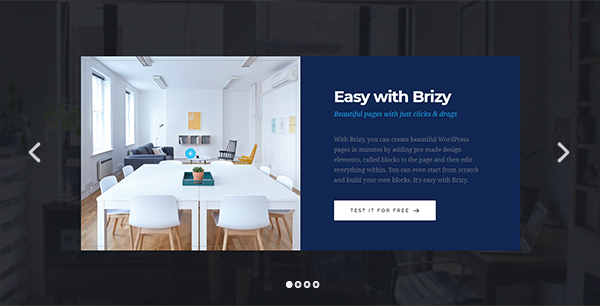 Easy with Brizy
Beautiful pages with just clicks & drags
With Brizy, you can create beautiful WordPress
pages in minutes by adding pre-made design
elements, called blocks to the page and then edit
everything within. You can even start from scratch
and build your own blocks. It's easy with Brizy.
TEST IT FOR FREE →